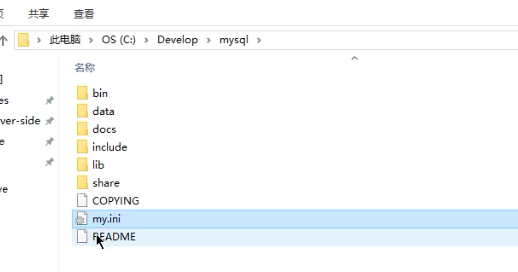 共享 查看
此电脑 › OS (C:) › Develop › mysql ›
名称
bin
data
es
docs
ver-side
include
e
lib
share
ve
COPYING
my.ini
README